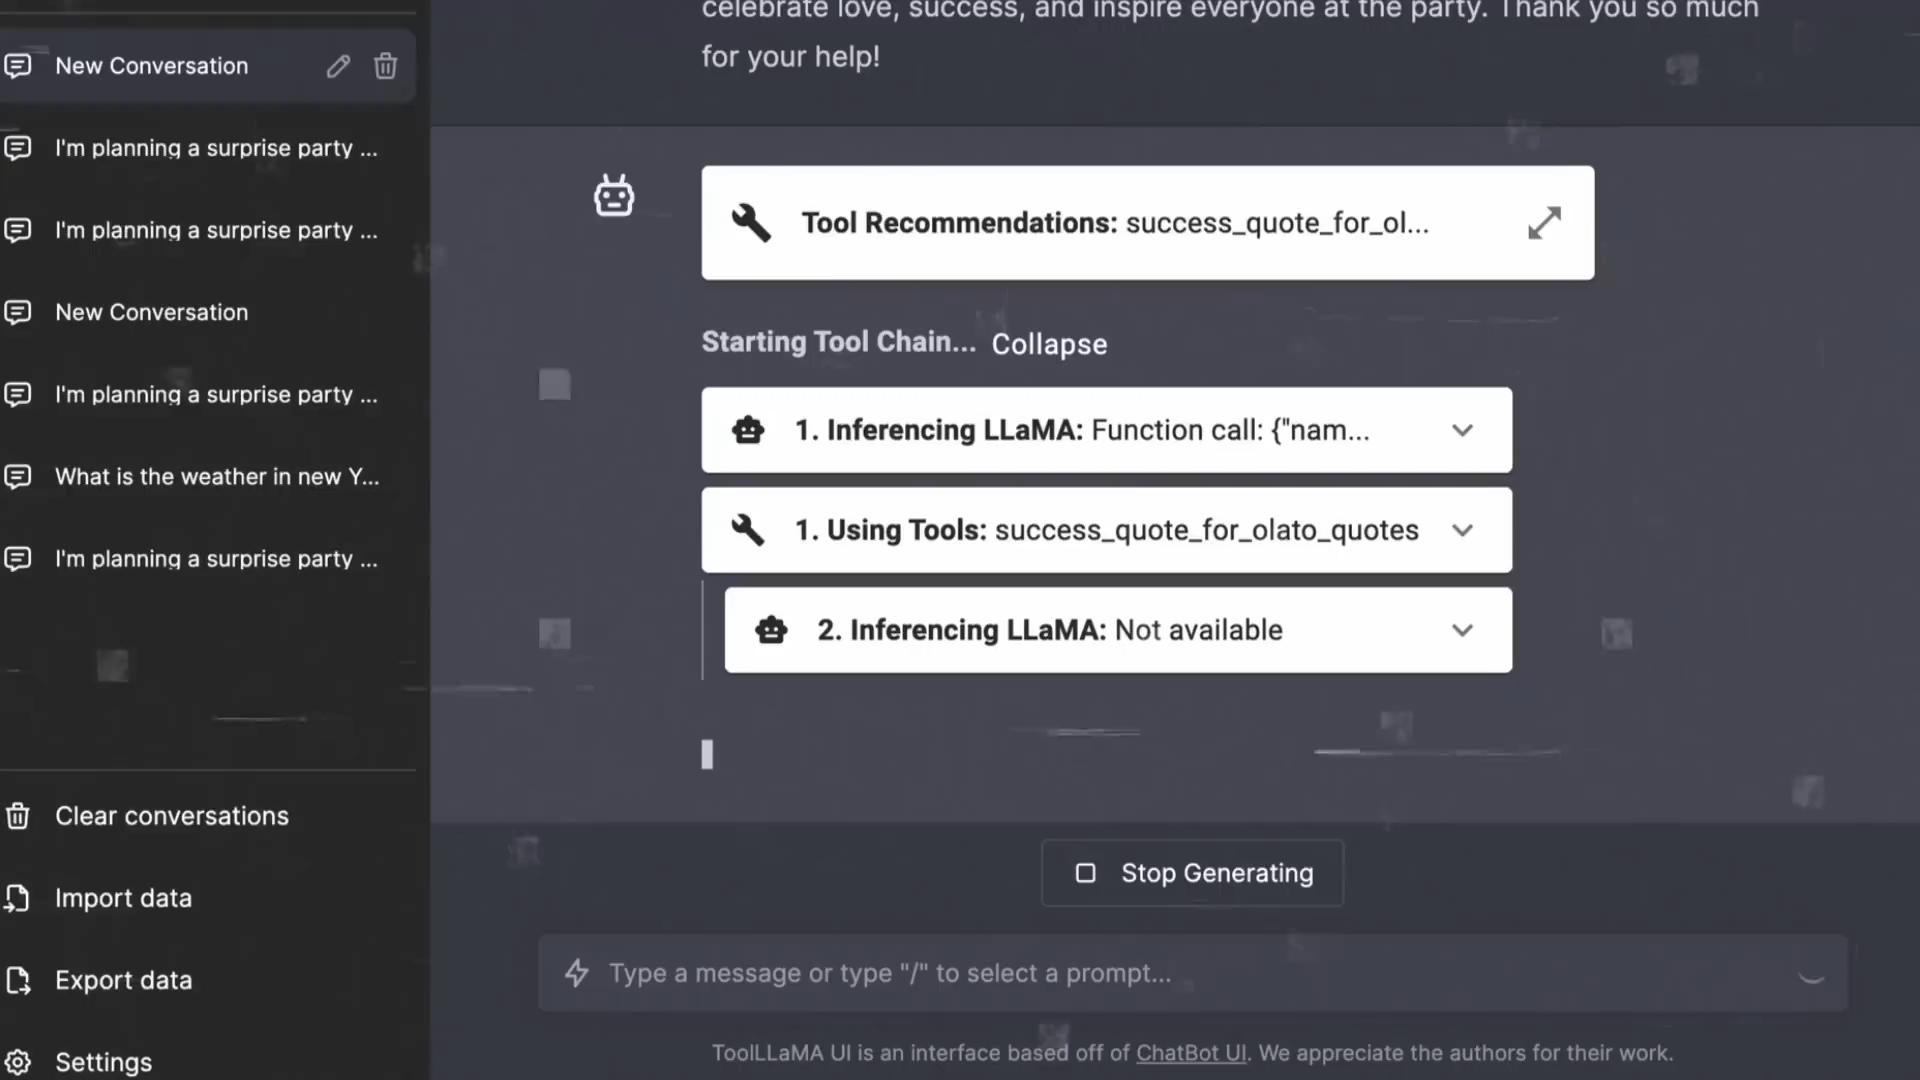 New Conversation
I'm planning a surprise party ...
I'm planning a surprise party ...
New Conversation
I'm planning a surprise party ...
What is the weather in new Y...
I'm planning a surprise party ...
Clear conversations
Import data
Export data
Settings
celebrate love, success, and inspire everyone at the party. Thank you so much
for your help!
Tool Recommendations: success_quote_for_ol...
Starting Tool Chain... Collapse
1. Inferencing LLaMA: Function call: {"nam...
1. Using Tools: success_quote_for_olato_quotes
2. Inferencing LLaMA: Not available
Stop Generating
Type a message or type "/" to select a prompt...
ToolLLaMA UI is an interface based off of ChatBot UI. We appreciate the authors for their work.